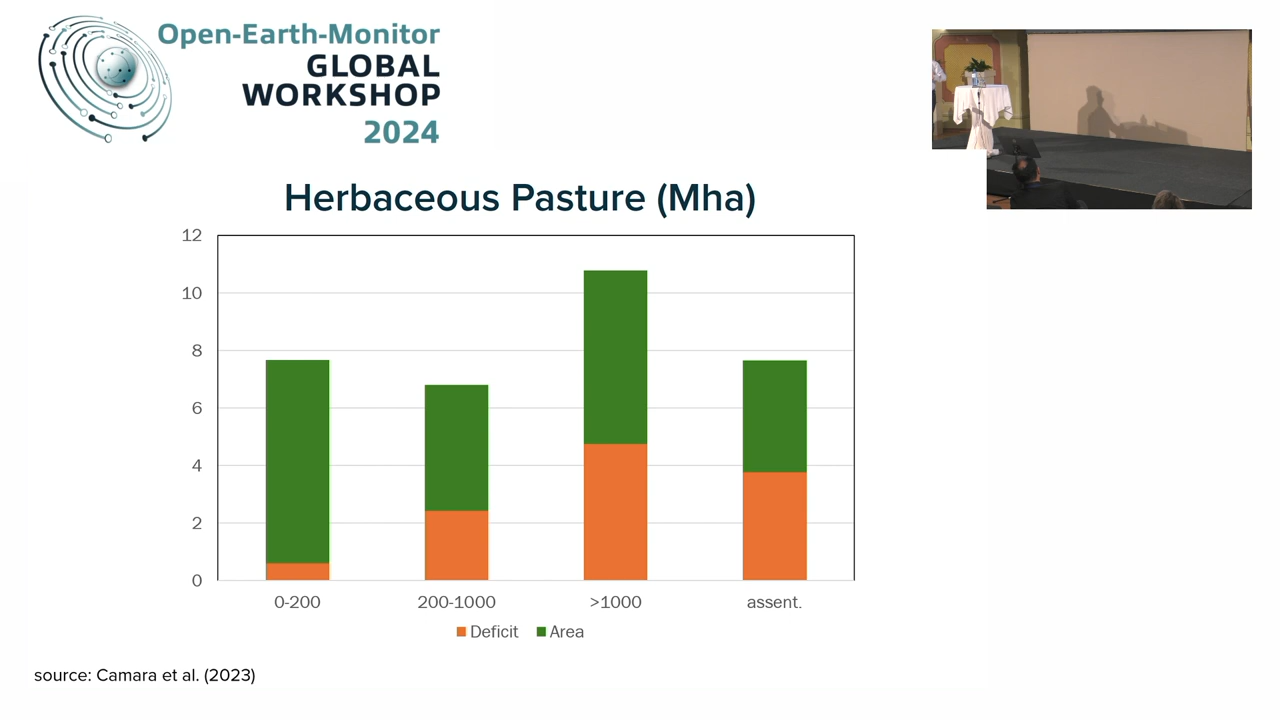 Open-Earth-Monitor
GLOBAL
WORKSHOP
2024
Herbaceous Pasture (Mha)
12
10
8
6
4
2
0
0-200 200-1000 >1000 assent.
Deficit Area
source: Camara et al. (2023)